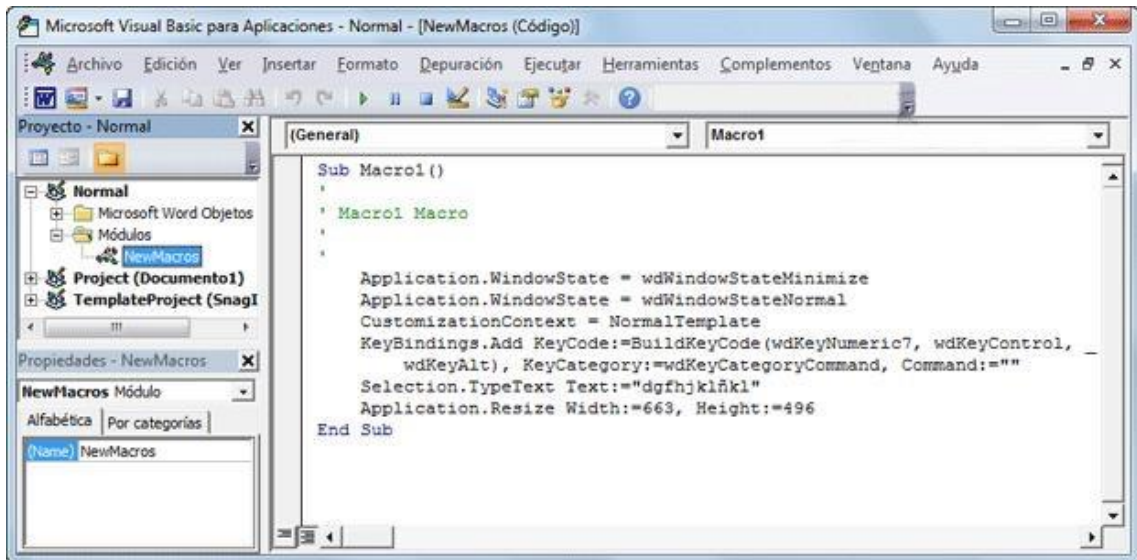 Microsoft Visual Basic para Aplicaciones - Normal - [NewMacros (Código)]
Archivo Edición Ver Insertar Formato Depuración Ejecutar Herramientas Complementos Ventana Ayuda
Proyecto - Normal
Normal
Microsoft Word Objetos
Módulos
NewMacros
Project (Documento1)
TemplateProject (SnagI
Propiedades - NewMacros
NewMacros Módulo
Alfabética Por categorías
(Name) NewMacros
(General) Macro1
Sub Macro1()
'
' Macro1 Macro
'
'
Application.WindowState = wdWindowStateMinimize
Application.WindowState = wdWindowStateNormal
CustomizationContext = NormalTemplate
KeyBindings.Add KeyCode:=BuildKeyCode(wdKeyNumeric7, wdKeyControl, _
wdKeyAlt), KeyCategory:=wdKeyCategoryCommand, Command:=""
Selection.TypeText Text:="dgfhjklñkl"
Application.Resize Width:=663, Height:=496
End Sub